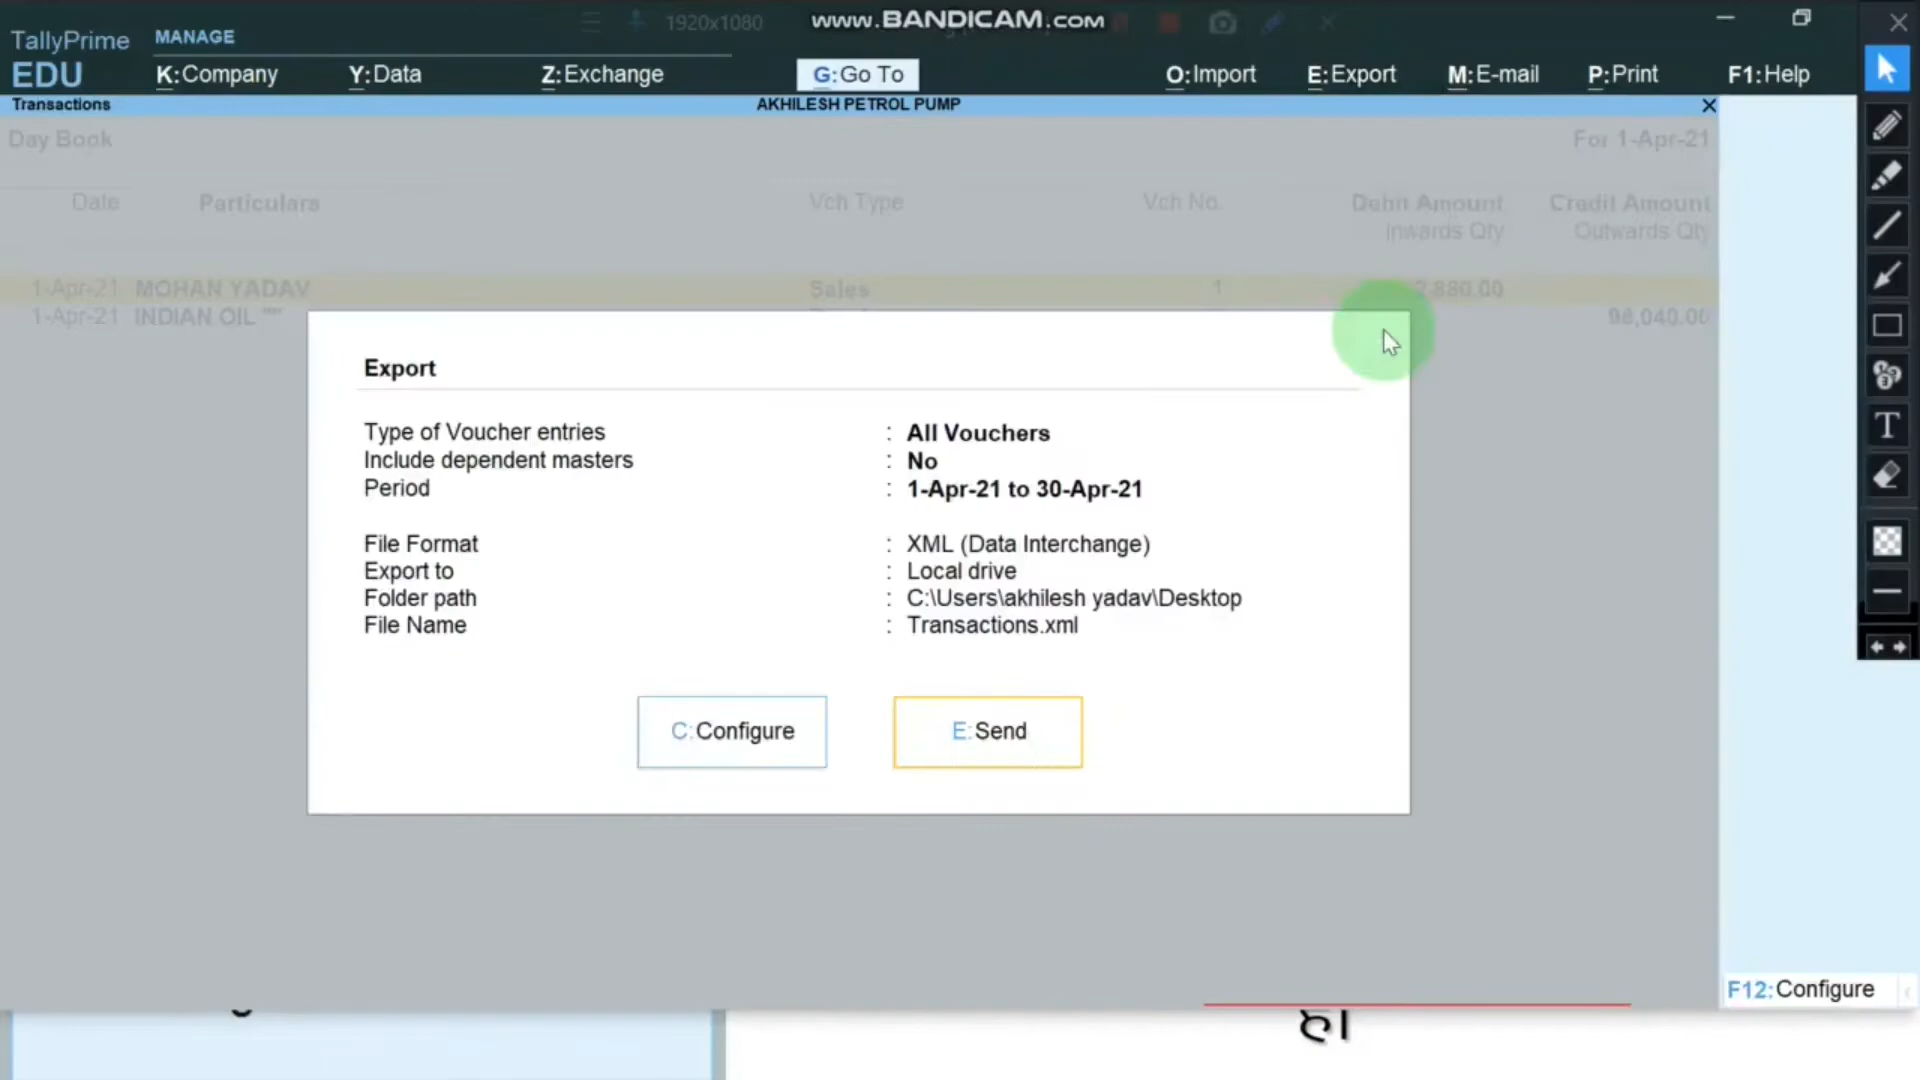 1920x1080
www.BANDICAM.com
TallyPrime
EDU
MANAGE
K:Company Y:Data Z:Exchange G:Go To O:Import E:Export M:E-mail P:Print F1:Help
Transactions AKHILESH PETROL PUMP
Day Book For 1-Apr-21
Date Particulars Vch Type Vch No. Debit Amount Credit Amount
Inwards Qty Outwards Qty
1-Apr-21 MOHAN YADAV Sales 1 2,880.00
1-Apr-21 INDIAN OIL 98,040.00
Export
Type of Voucher entries : All Vouchers
Include dependent masters : No
Period : 1-Apr-21 to 30-Apr-21
File Format : XML (Data Interchange)
Export to : Local drive
Folder path : C:\Users\akhilesh yadav\Desktop
File Name : Transactions.xml
C:Configure E:Send
T
F12:Configure